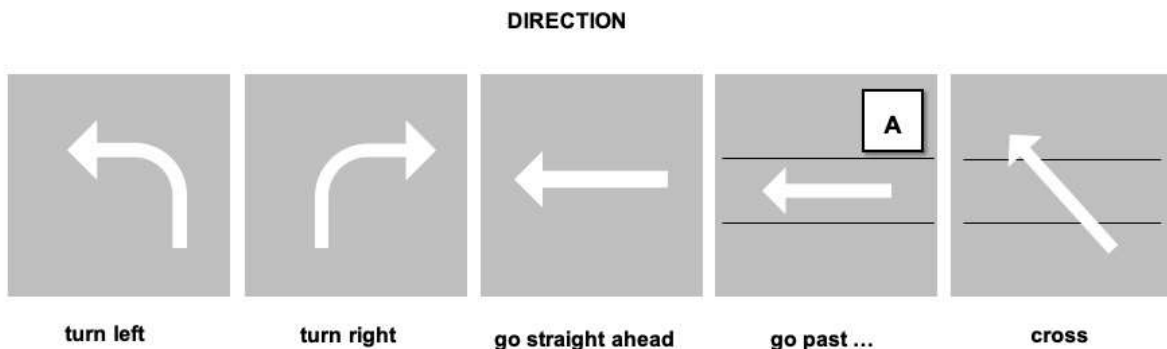 DIRECTION
A
turn left
turn right
go straight ahead
go past ...
cross